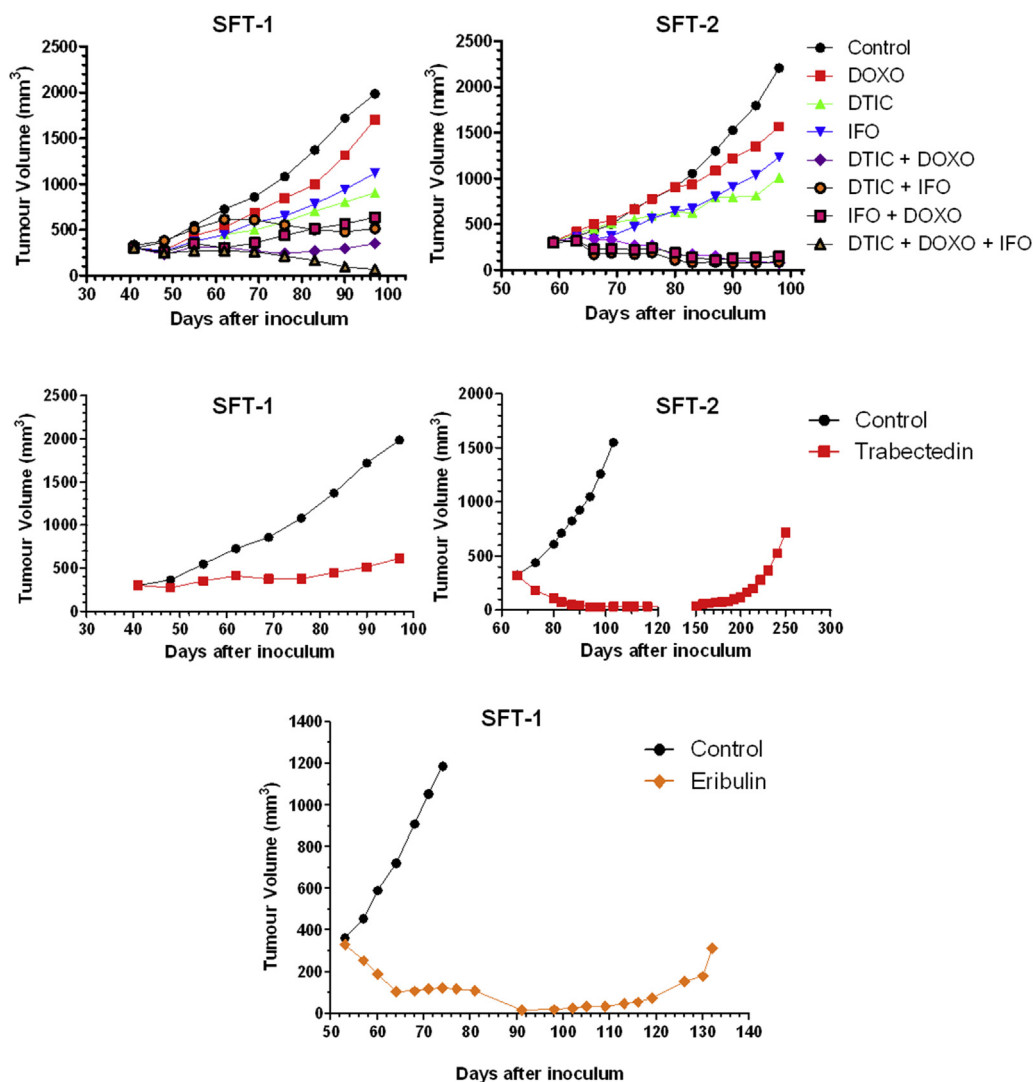 SFT-1
Tumour Volume (mm3)
2500
2000
1500
1000
500
0
30 40 50 60 70 80 90 100
Days after inoculum
SFT-2
Tumour Volume (mm3)
2500
2000
1500
1000
500
0
50 60 70 80 90 100
Days after inoculum
Control
DOXO
DTIC
IFO
DTIC + DOXO
DTIC + IFO
IFO + DOXO
DTIC + DOXO + IFO
SFT-1
Tumour Volume (mm3)
2500
2000
1500
1000
500
0
30 40 50 60 70 80 90 100
Days after inoculum
SFT-2
Tumour Volume (mm3)
2000
1500
1000
500
0
60 80 100 120 150 200 250 300
Days after inoculum
Control
Trabectedin
SFT-1
Tumour Volume (mm3)
1400
1200
1000
800
600
400
200
0
50 60 70 80 90 100 110 120 130 140
Days after inoculum
Control
Eribulin